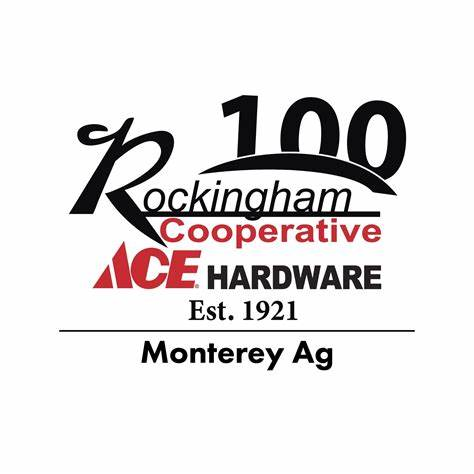 100
Rockingham
Cooperative
ACE® HARDWARE
Est. 1921
Monterey Ag